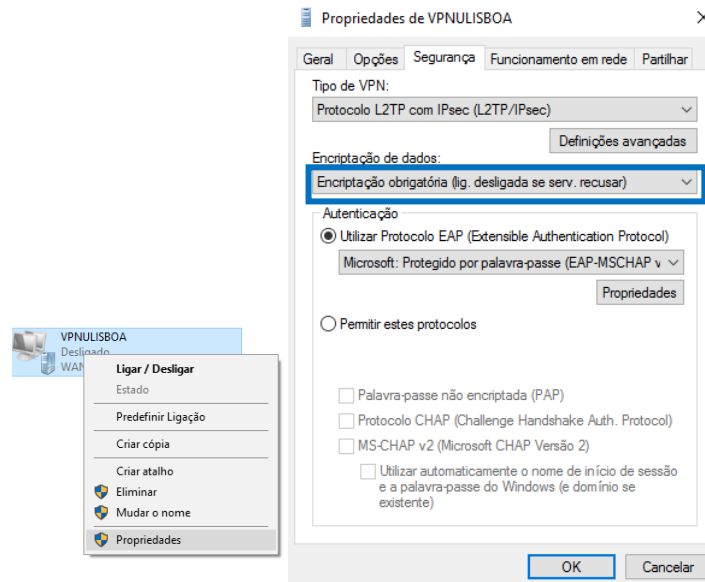 VPNULISBOA
Desligado
WAN
Ligar / Desligar
Estado
Predefinir Ligação
Criar cópia
Criar atalho
Eliminar
Mudar o nome
Propriedades
Propriedades de VPNULISBOA
Geral Opções Segurança Funcionamento em rede Partilhar
Tipo de VPN:
Protocolo L2TP com IPsec (L2TP/IPsec)
Definições avançadas
Encriptação de dados:
Encriptação obrigatória (lig. desligada se serv. recusar)
Autenticação
Utilizar Protocolo EAP (Extensible Authentication Protocol)
Microsoft: Protegido por palavra-passe (EAP-MSCHAP v
Propriedades
Permitir estes protocolos
Palavra-passe não encriptada (PAP)
Protocolo CHAP (Challenge Handshake Auth. Protocol)
MS-CHAP v2 (Microsoft CHAP Versão 2)
Utilizar automaticamente o nome de início de sessão
e a palavra-passe do Windows (e domínio se
existente)
OK Cancelar